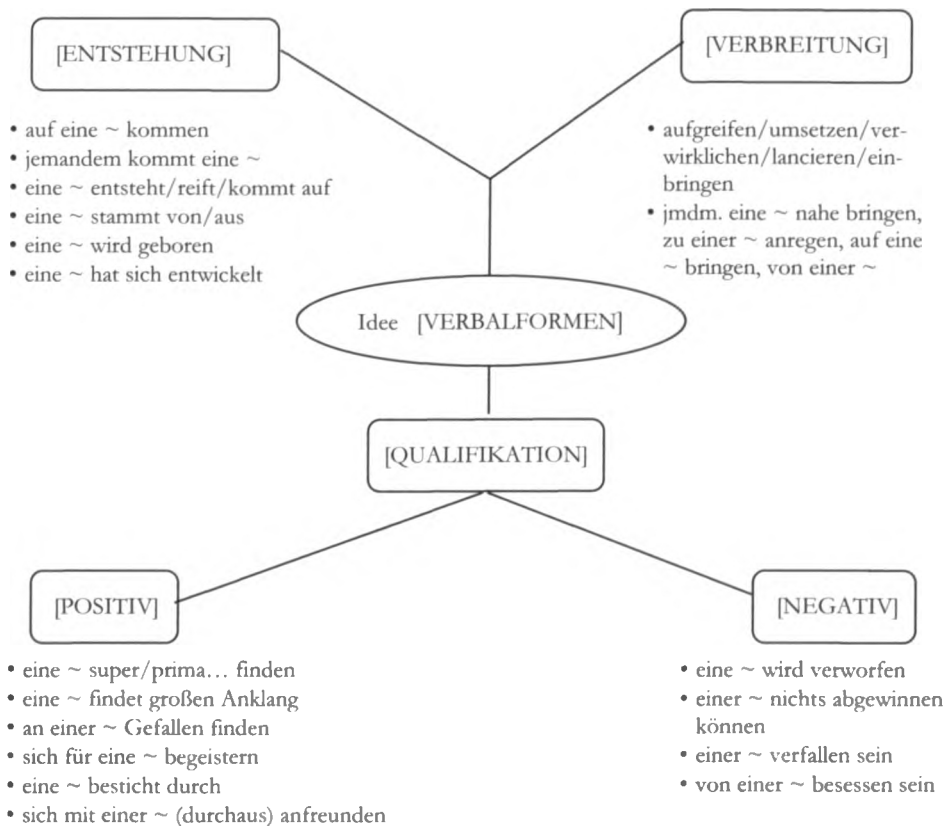 [ENTSTEHUNG]
• auf eine ~ kommen
• jemandem kommt eine ~
• eine ~ entsteht/reift/kommt auf
• eine ~ stammt von/aus
• eine ~ wird geboren
• eine ~ hat sich entwickelt
[VERBREITUNG]
• aufgreifen/umsetzen/ver-
wirklichen/lancieren/ein-
bringen
• jmdm. eine ~ nahe bringen,
zu einer ~ anregen, auf eine
~ bringen, von einer ~
Idee [VERBALFORMEN]
[QUALIFIKATION]
[POSITIV]
• eine ~ super/prima... finden
• eine ~ findet großen Anklang
• an einer ~ Gefallen finden
• sich für eine ~ begeistern
• eine ~ besticht durch
• sich mit einer ~ (durchaus) anfreunden
[NEGATIV]
• eine ~ wird verworfen
• einer ~ nichts abgewinnen
können
• einer ~ verfallen sein
• von einer ~ besessen sein